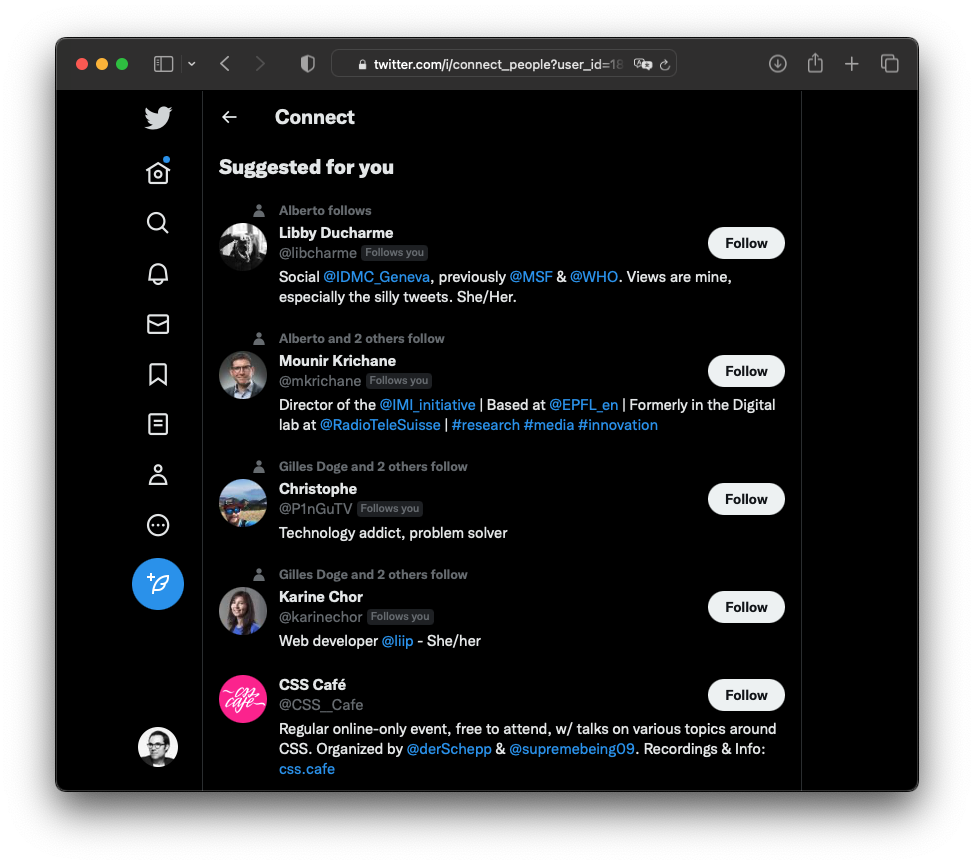 twitter.com/i/connect_people?user_id=18
Connect
Suggested for you
Alberto follows
Libby Ducharme
@libcharme Follows you
Follow
Social @IDMC_Geneva, previously @MSF & @WHO. Views are mine,
especially the silly tweets. She/Her.
Alberto and 2 others follow
Mounir Krichane
@mkrichane Follows you
Follow
Director of the @IMI_initiative | Based at @EPFL_en | Formerly in the Digital
lab at @RadioTeleSuisse | #research #media #innovation
Gilles Doge and 2 others follow
Christophe
@P1nGuTV Follows you
Follow
Technology addict, problem solver
Gilles Doge and 2 others follow
Karine Chor
@karinechor Follows you
Follow
Web developer @liip - She/her
css café
CSS Café
@CSS__Cafe
Follow
Regular online-only event, free to attend, w/ talks on various topics around
CSS. Organized by @derSchepp & @supremebeing09. Recordings & Info:
css.cafe